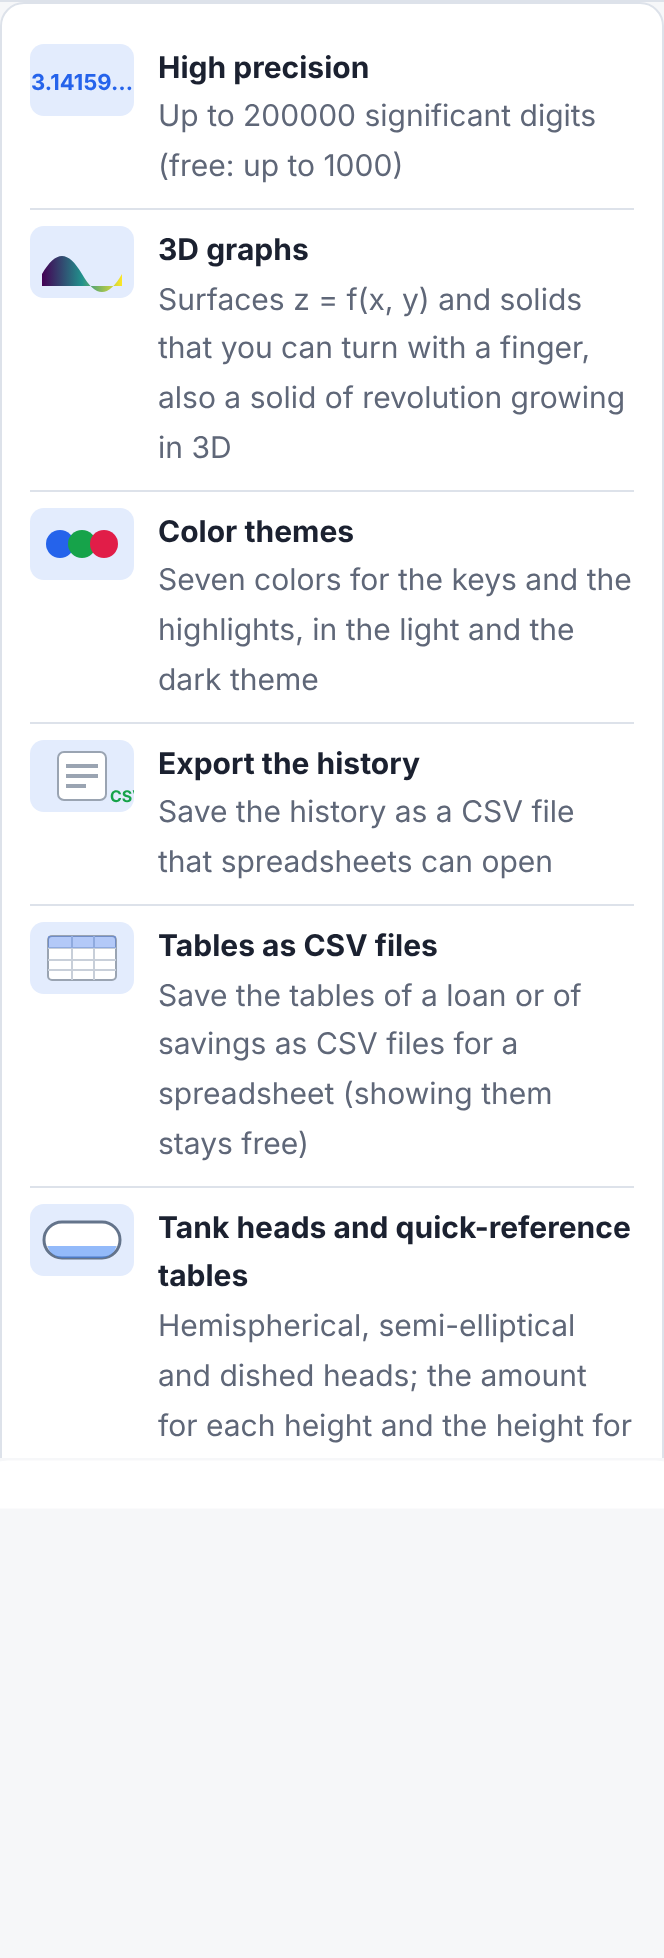 3.14159...
High precision
Up to 200000 significant digits
(free: up to 1000)
3D graphs
Surfaces z = f(x, y) and solids
that you can turn with a finger,
also a solid of revolution growing
in 3D
Color themes
Seven colors for the keys and the
highlights, in the light and the
dark theme
Export the history
Save the history as a CSV file
that spreadsheets can open
Tables as CSV files
Save the tables of a loan or of
savings as CSV files for a
spreadsheet (showing them
stays free)
Tank heads and quick-reference
tables
Hemispherical, semi-elliptical
and dished heads; the amount
for each height and the height for